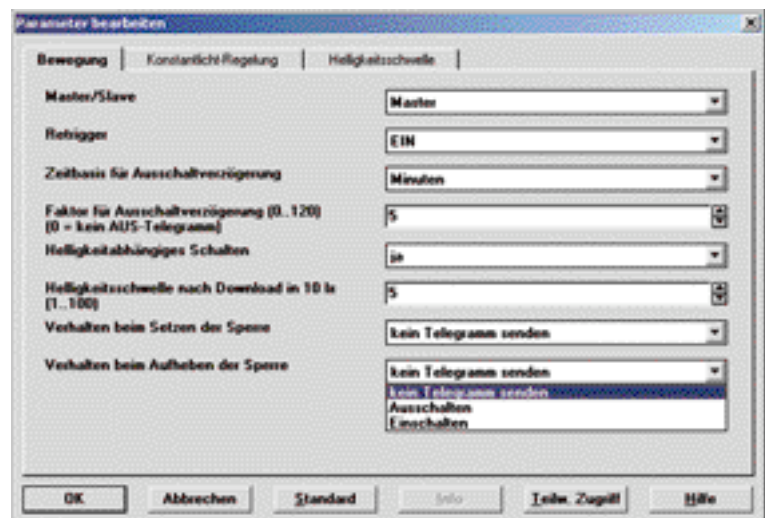 Parameter bearbeiten
Bewegung Konstantlicht-Regelung Helligkeitsschwelle
Master/Slave Master
Retrigger EIN
Zeitbasis für Ausschaltverzögerung Minuten
Faktor für Ausschaltverzögerung (0..120) 5
(0 = kein AUS-Telegramm)
Helligkeitabhängiges Schalten ja
Helligkeitsschwelle nach Download in 10 lx 5
(1..100)
Verhalten beim Setzen der Sperre kein Telegramm senden
Verhalten beim Aufheben der Sperre kein Telegramm senden
kein Telegramm senden
Ausschalten
Einschalten
OK Abbrechen Standard Info Teilw. Zugriff Hilfe